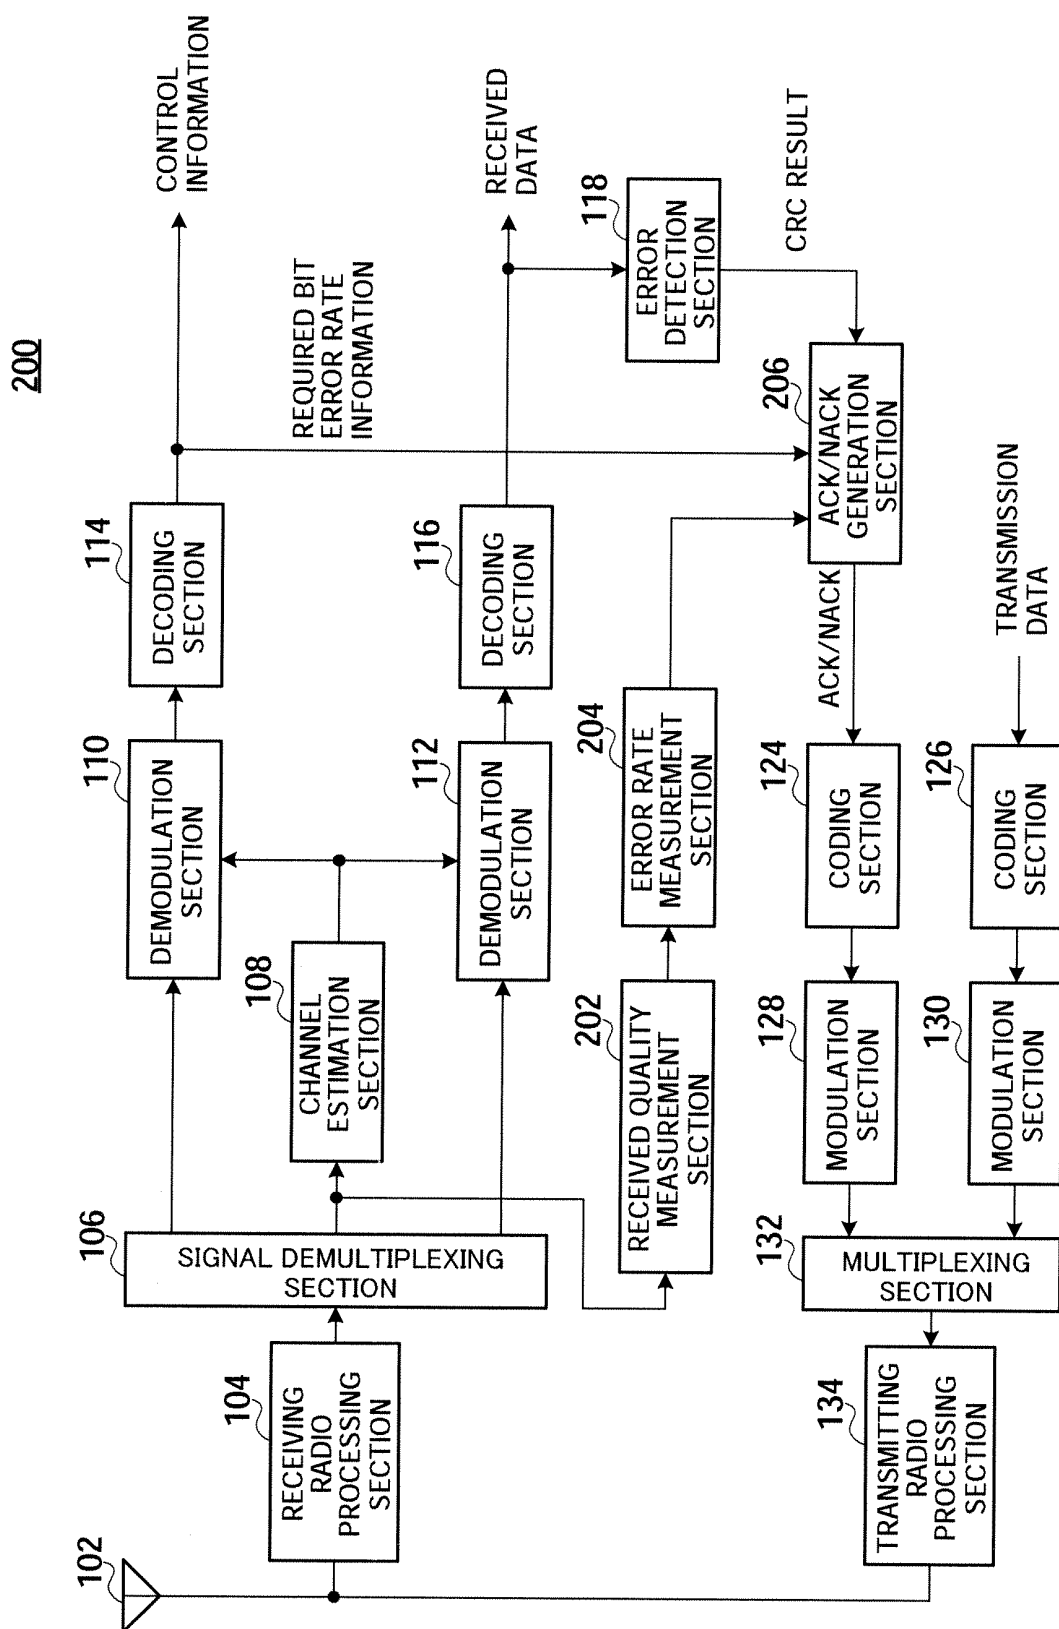 200
102
104
RECEIVING
RADIO
PROCESSING
SECTION
106
SIGNAL DEMULTIPLEXING
SECTION
108
CHANNEL
ESTIMATION
SECTION
110
DEMODULATION
SECTION
114
DECODING
SECTION
CONTROL
INFORMATION
REQUIRED BIT
ERROR RATE
INFORMATION
112
DEMODULATION
SECTION
116
DECODING
SECTION
RECEIVED
DATA
118
ERROR
DETECTION
SECTION
CRC RESULT
202
RECEIVED QUALITY
MEASUREMENT
SECTION
204
ERROR RATE
MEASUREMENT
SECTION
206
ACK/NACK
GENERATION
SECTION
ACK/NACK
134
TRANSMITTING
RADIO
PROCESSING
SECTION
132
MULTIPLEXING
SECTION
128
MODULATION
SECTION
124
CODING
SECTION
130
MODULATION
SECTION
126
CODING
SECTION
TRANSMISSION
DATA